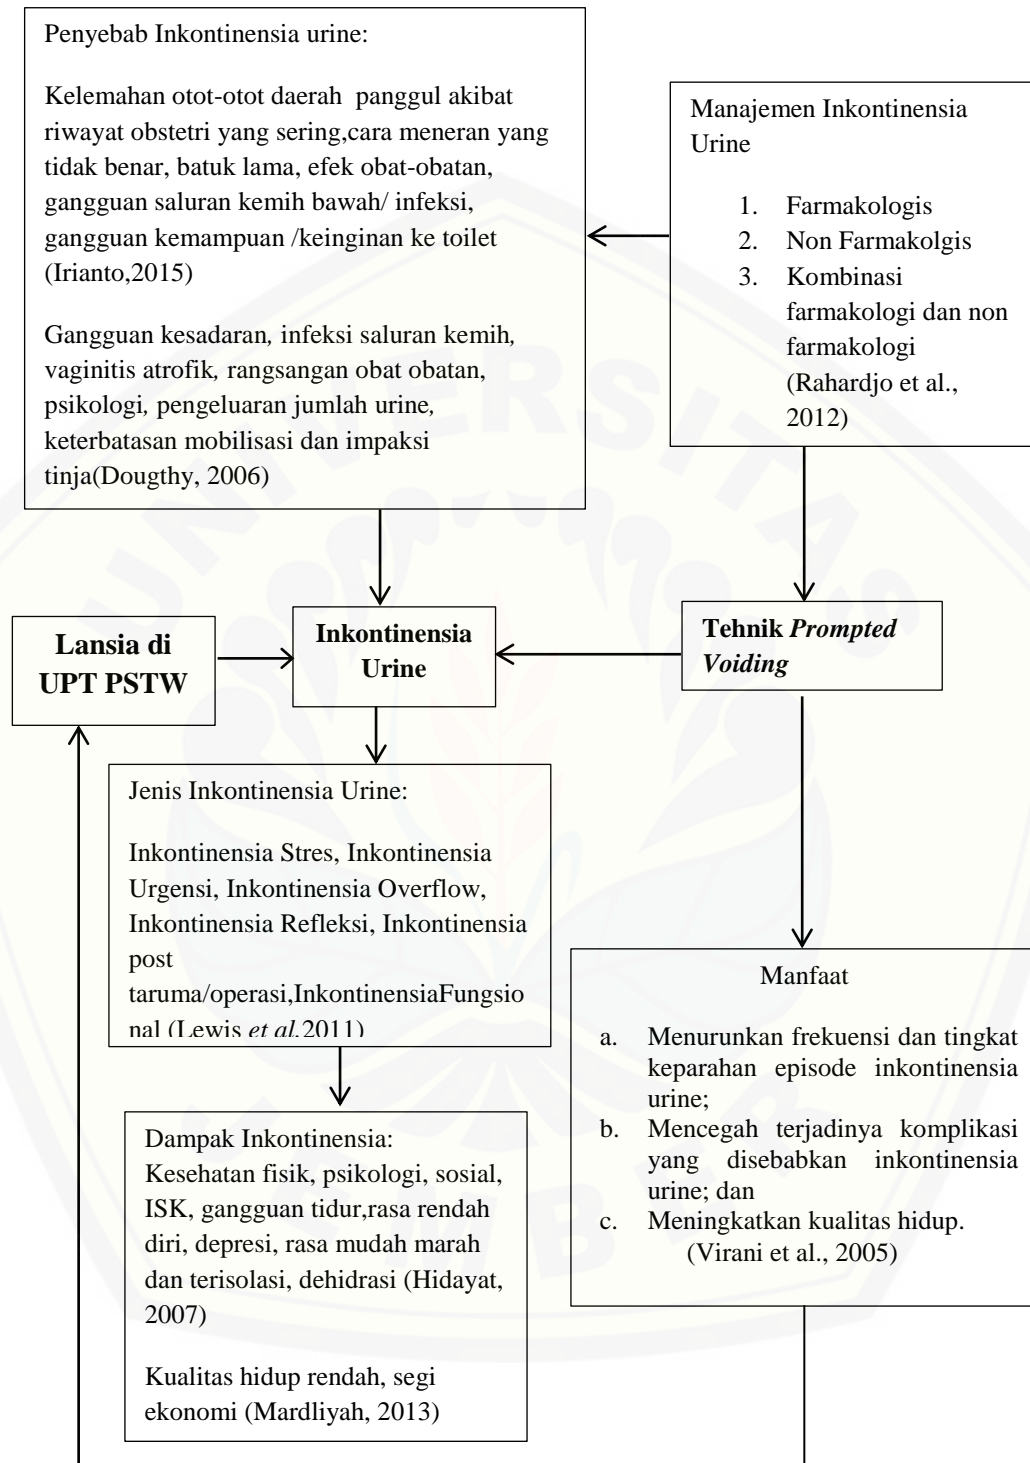 Penyebab Inkontinensia urine:
Kelemahan otot-otot daerah panggul akibat
riwayat obstetri yang sering,cara meneran yang
tidak benar, batuk lama, efek obat-obatan,
gangguan saluran kemih bawah/ infeksi,
gangguan kemampuan /keinginan ke toilet
(Irianto,2015)
Gangguan kesadaran, infeksi saluran kemih,
vaginitis atrofik, rangsangan obat obatan,
psikologi, pengeluaran jumlah urine,
keterbatasan mobilisasi dan impaksi
tinja(Dougthy, 2006)
Manajemen Inkontinensia
Urine
1. Farmakologis
2. Non Farmakolgis
3. Kombinasi
farmakologi dan non
farmakologi
(Rahardjo et al.,
2012)
Lansia di
UPT PSTW
Inkontinensia
Urine
Tehnik Prompted
Voiding
Jenis Inkontinensia Urine:
Inkontinensia Stres, Inkontinensia
Urgensi, Inkontinensia Overflow,
Inkontinensia Refleksi, Inkontinensia
post
taruma/operasi,InkontinensiaFungsio
nal (Lewis et al.2011)
Dampak Inkontinensia:
Kesehatan fisik, psikologi, sosial,
ISK, gangguan tidur,rasa rendah
diri, depresi, rasa mudah marah
dan terisolasi, dehidrasi (Hidayat,
2007)
Kualitas hidup rendah, segi
ekonomi (Mardliyah, 2013)
Manfaat
a. Menurunkan frekuensi dan tingkat
keparahan episode inkontinensia
urine;
b. Mencegah terjadinya komplikasi
yang disebabkan inkontinensia
urine; dan
c. Meningkatkan kualitas hidup.
(Virani et al., 2005)
UNIVERSITAS
JEMBER